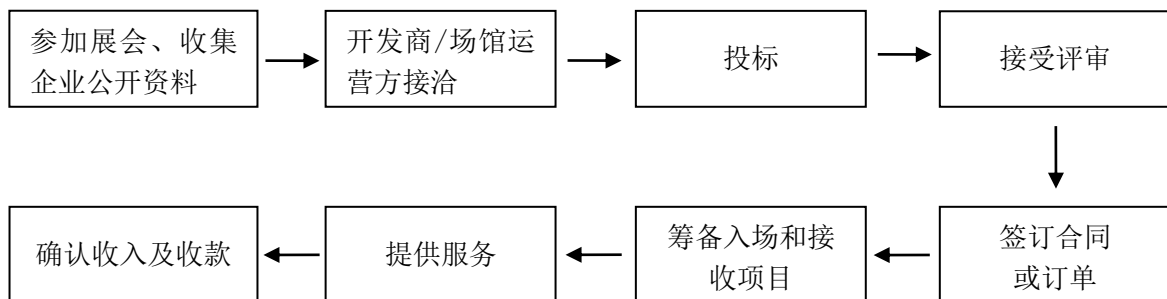 参加展会、收集
企业公开资料
开发商/场馆运
营方接洽
投标
接受评审
签订合同
或订单
筹备入场和接
收项目
提供服务
确认收入及收款